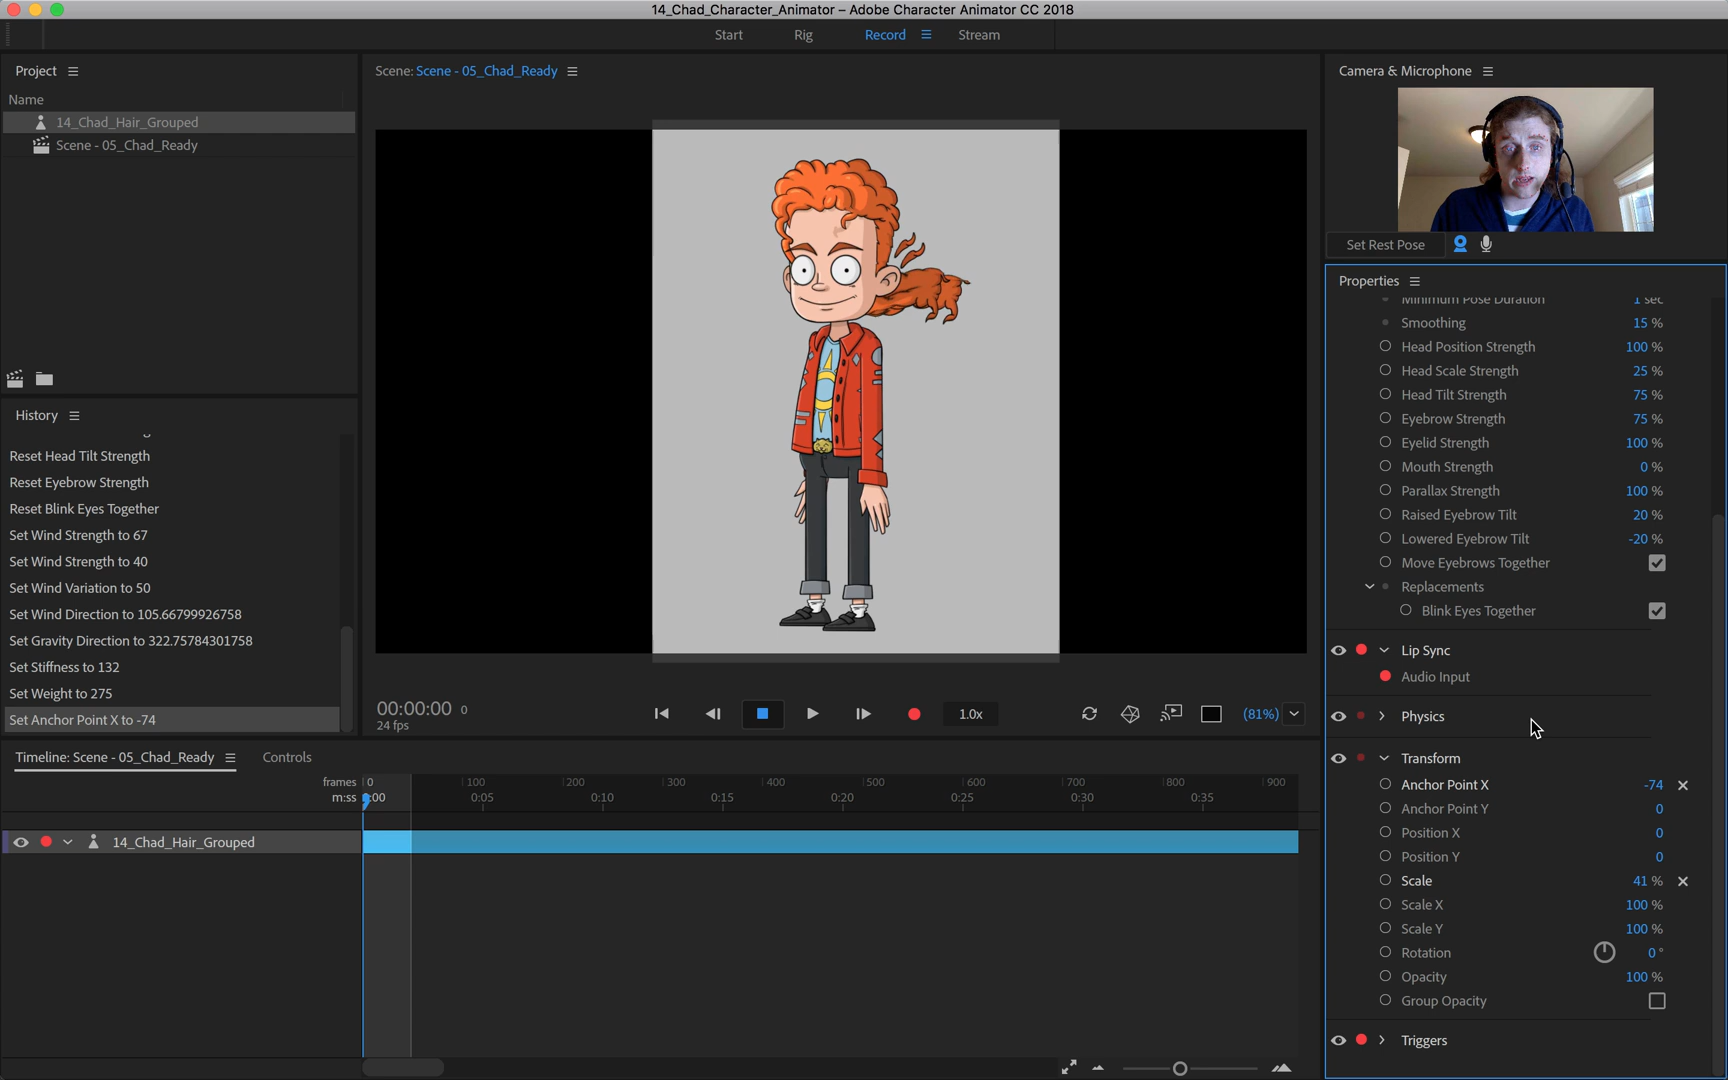 14_Chad_Character_Animator – Adobe Character Animator CC 2018
Start
Rig
Record
Stream
Project
Name
14_Chad_Hair_Grouped
Scene - 05_Chad_Ready
History
Reset Head Tilt Strength
Reset Eyebrow Strength
Reset Blink Eyes Together
Set Wind Strength to 67
Set Wind Strength to 40
Set Wind Variation to 50
Set Wind Direction to 105.66799926758
Set Gravity Direction to 322.75784301758
Set Stiffness to 132
Set Weight to 275
Set Anchor Point X to -74
Scene: Scene - 05_Chad_Ready
00:00:00 0
24 fps
1.0x
(81%)
Camera & Microphone
Set Rest Pose
Properties
Minimum Pose Duration 1 sec
Smoothing 15 %
Head Position Strength 100 %
Head Scale Strength 25 %
Head Tilt Strength 75 %
Eyebrow Strength 75 %
Eyelid Strength 100 %
Mouth Strength 0 %
Parallax Strength 100 %
Raised Eyebrow Tilt 20 %
Lowered Eyebrow Tilt -20 %
Move Eyebrows Together
Replacements
Blink Eyes Together
Lip Sync
Audio Input
Physics
Transform
Anchor Point X -74
Anchor Point Y 0
Position X 0
Position Y 0
Scale 41 %
Scale X 100 %
Scale Y 100 %
Rotation 0 °
Opacity 100 %
Group Opacity
Triggers
Timeline: Scene - 05_Chad_Ready
Controls
frames 0 100 200 300 400 500 600 700 800 900
m:ss 0:00 0:05 0:10 0:15 0:20 0:25 0:30 0:35
14_Chad_Hair_Grouped